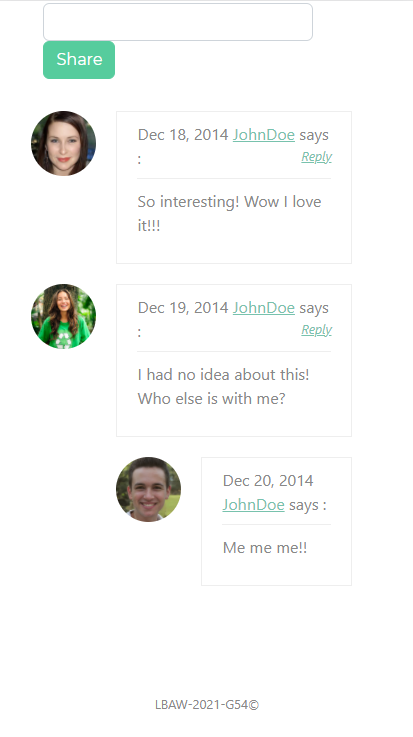 Share
Dec 18, 2014 JohnDoe says
: Reply
So interesting! Wow I love
it!!!
Dec 19, 2014 JohnDoe says
: Reply
I had no idea about this!
Who else is with me?
Dec 20, 2014
JohnDoe says :
Me me me!!
LBAW-2021-G54©